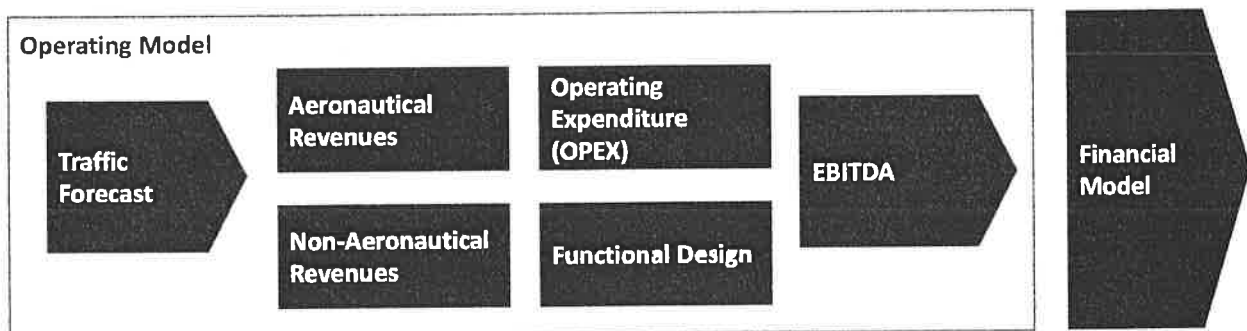 Operating Model
Traffic
Forecast
Aeronautical
Revenues
Non-Aeronautical
Revenues
Operating
Expenditure
(OPEX)
Functional Design
EBITDA
Financial
Model